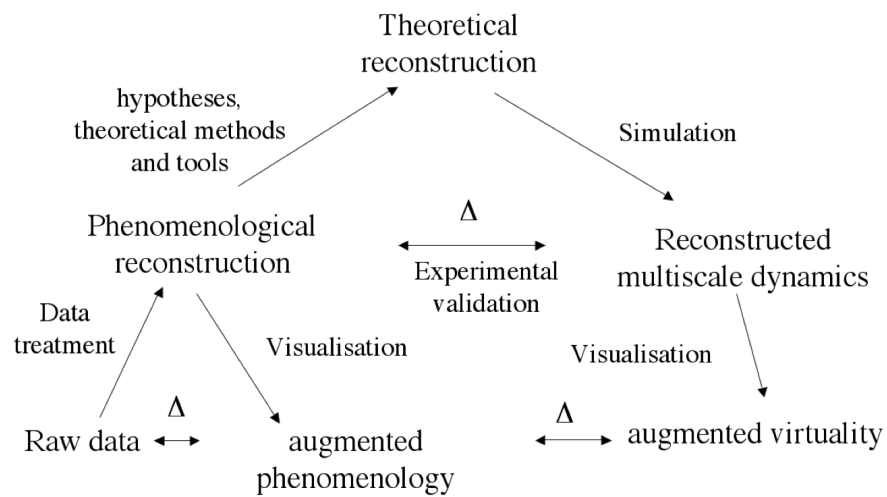 Theoretical
reconstruction
hypotheses,
theoretical methods
and tools
Simulation
Δ
Phenomenological
reconstruction
Experimental
validation
Reconstructed
multiscale dynamics
Data
treatment
Visualisation
Visualisation
Δ
Δ
Raw data
augmented
phenomenology
augmented virtuality